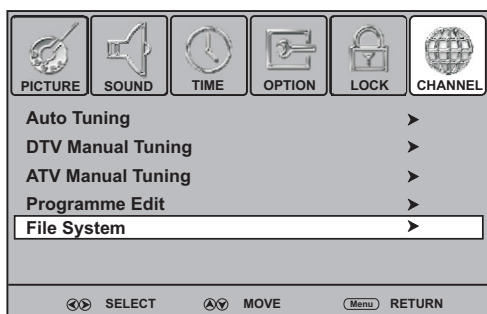 PICTURE SOUND TIME OPTION LOCK CHANNEL
Auto Tuning
DTV Manual Tuning
ATV Manual Tuning
Programme Edit
File System
SELECT MOVE Menu RETURN